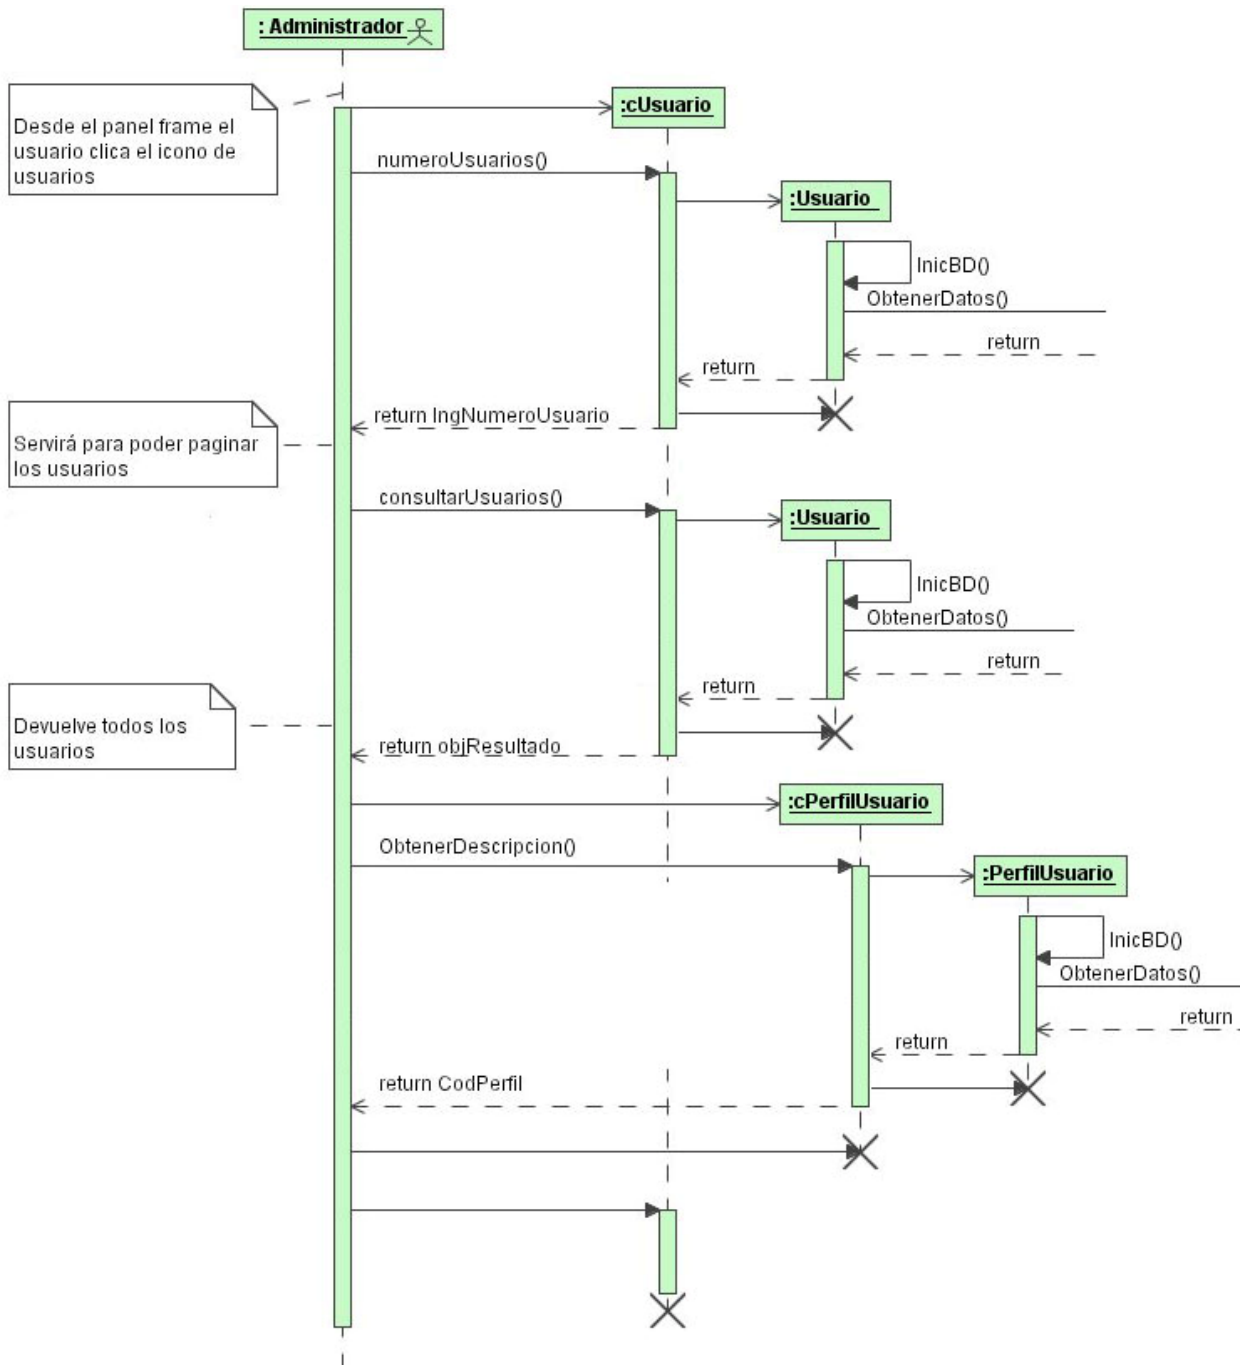 : Administrador
Desde el panel frame el
usuario clica el icono de
usuarios
:cUsuario
numeroUsuarios()
:Usuario
InicBD()
ObtenerDatos()
return
return
return lngNumeroUsuario
Servirá para poder paginar
los usuarios
consultarUsuarios()
:Usuario
InicBD()
ObtenerDatos()
return
return
Devuelve todos los
usuarios
return objResultado
:cPerfilUsuario
ObtenerDescripcion()
:PerfilUsuario
InicBD()
ObtenerDatos()
return
return
return CodPerfil